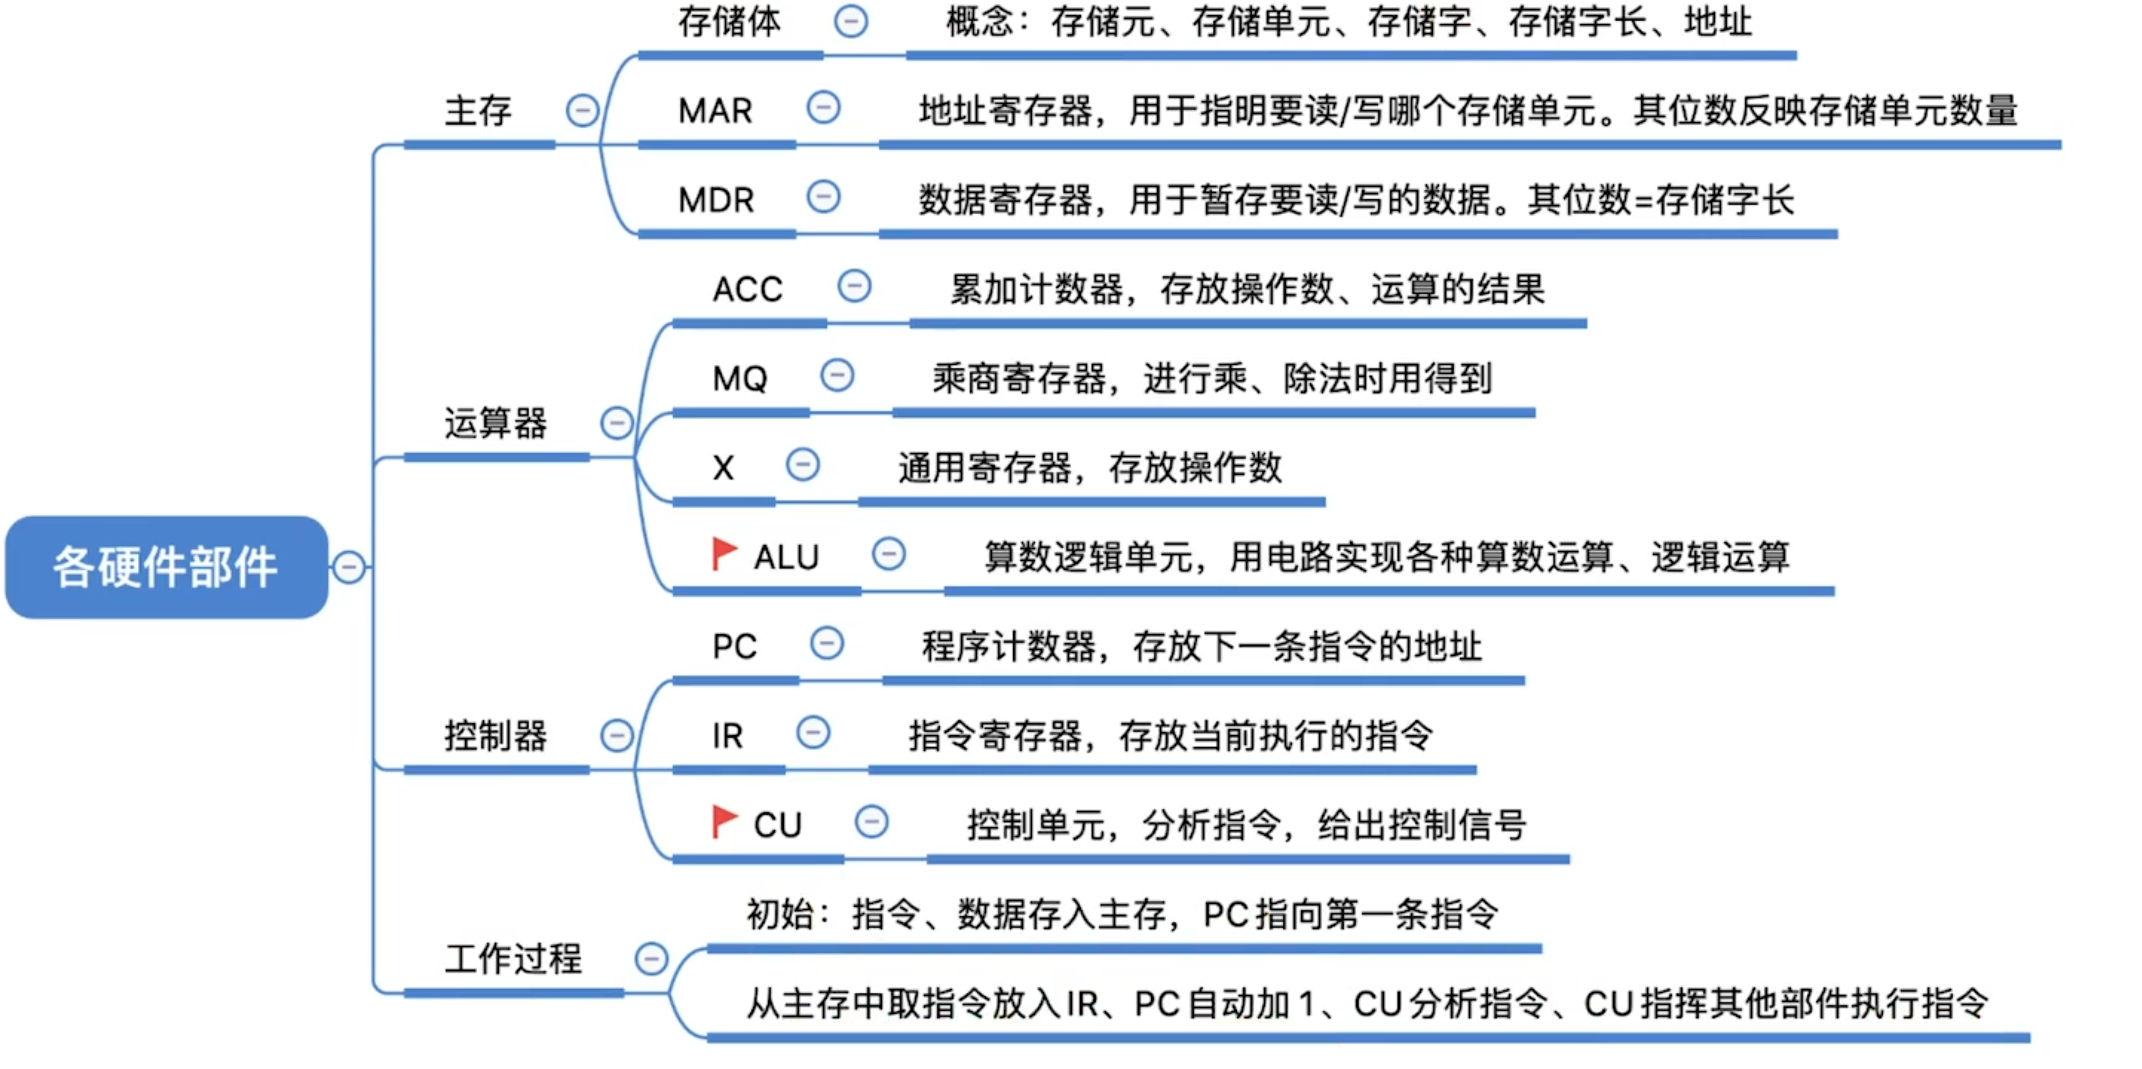 各硬件部件
主存
存储体
概念：存储元、存储单元、存储字、存储字长、地址
MAR
地址寄存器，用于指明要读/写哪个存储单元。其位数反映存储单元数量
MDR
数据寄存器，用于暂存要读/写的数据。其位数=存储字长
运算器
ACC
累加计数器，存放操作数、运算的结果
MQ
乘商寄存器，进行乘、除法时用得到
X
通用寄存器，存放操作数
ALU
算数逻辑单元，用电路实现各种算数运算、逻辑运算
控制器
PC
程序计数器，存放下一条指令的地址
IR
指令寄存器，存放当前执行的指令
CU
控制单元，分析指令，给出控制信号
工作过程
初始：指令、数据存入主存，PC指向第一条指令
从主存中取指令放入IR、PC自动加1、CU分析指令、CU指挥其他部件执行指令